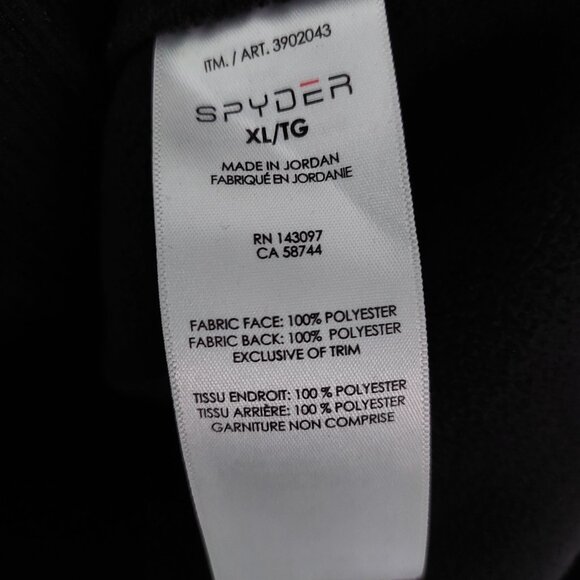 ITM. / ART. 3902043
SPYDER
XL/TG
MADE IN JORDAN
FABRIQUÉ EN JORDANIE
RN 143097
CA 58744
FABRIC FACE: 100% POLYESTER
FABRIC BACK: 100% POLYESTER
EXCLUSIVE OF TRIM
TISSU ENDROIT: 100 % POLYESTER
TISSU ARRIÈRE: 100 % POLYESTER
GARNITURE NON COMPRISE